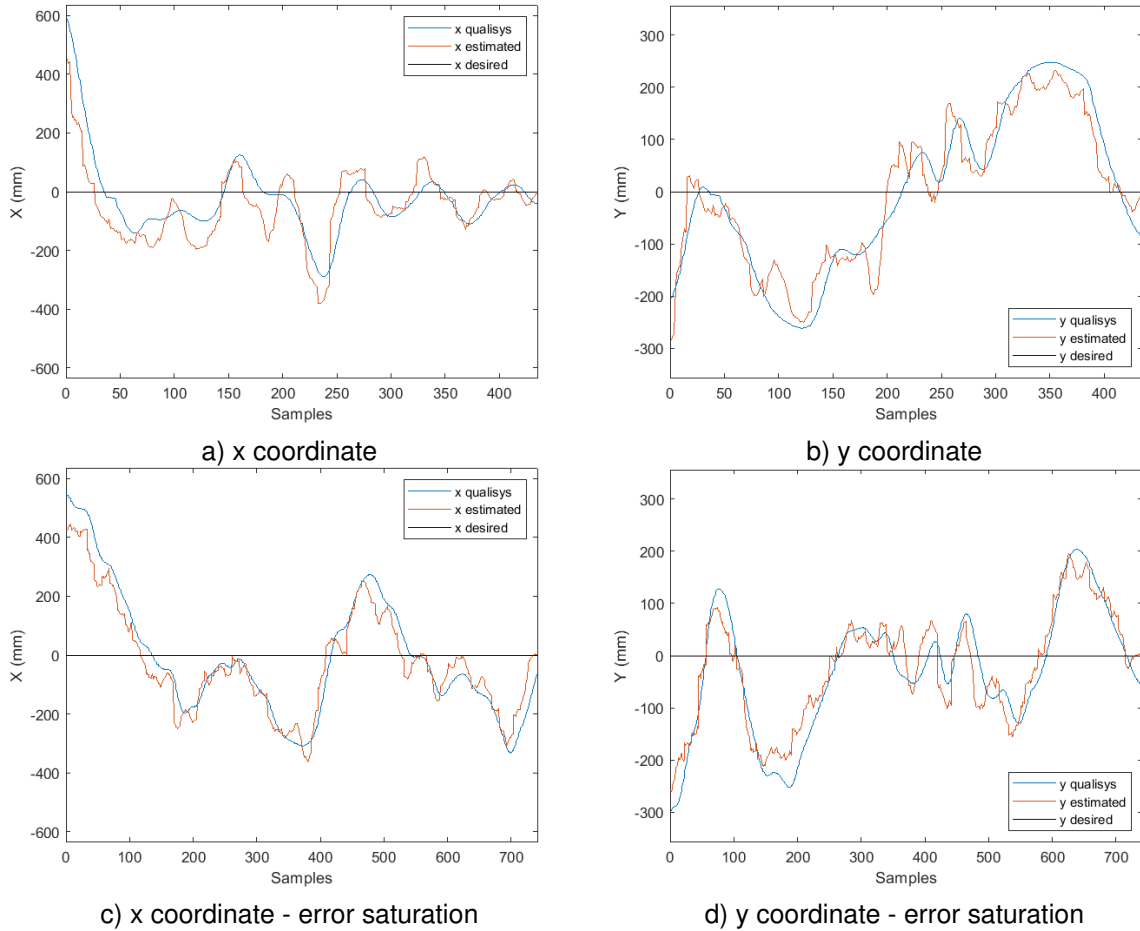 600
400
200
0
-200
-400
-600
X (mm)
0 50 100 150 200 250 300 350 400
Samples
x qualisys
x estimated
x desired
a) x coordinate
300
200
100
0
-100
-200
-300
Y (mm)
0 50 100 150 200 250 300 350 400
Samples
y qualisys
y estimated
y desired
b) y coordinate
600
400
200
0
-200
-400
-600
X (mm)
0 100 200 300 400 500 600 700
Samples
x qualisys
x estimated
x desired
c) x coordinate - error saturation
300
200
100
0
-100
-200
-300
Y (mm)
0 100 200 300 400 500 600 700
Samples
y qualisys
y estimated
y desired
d) y coordinate - error saturation